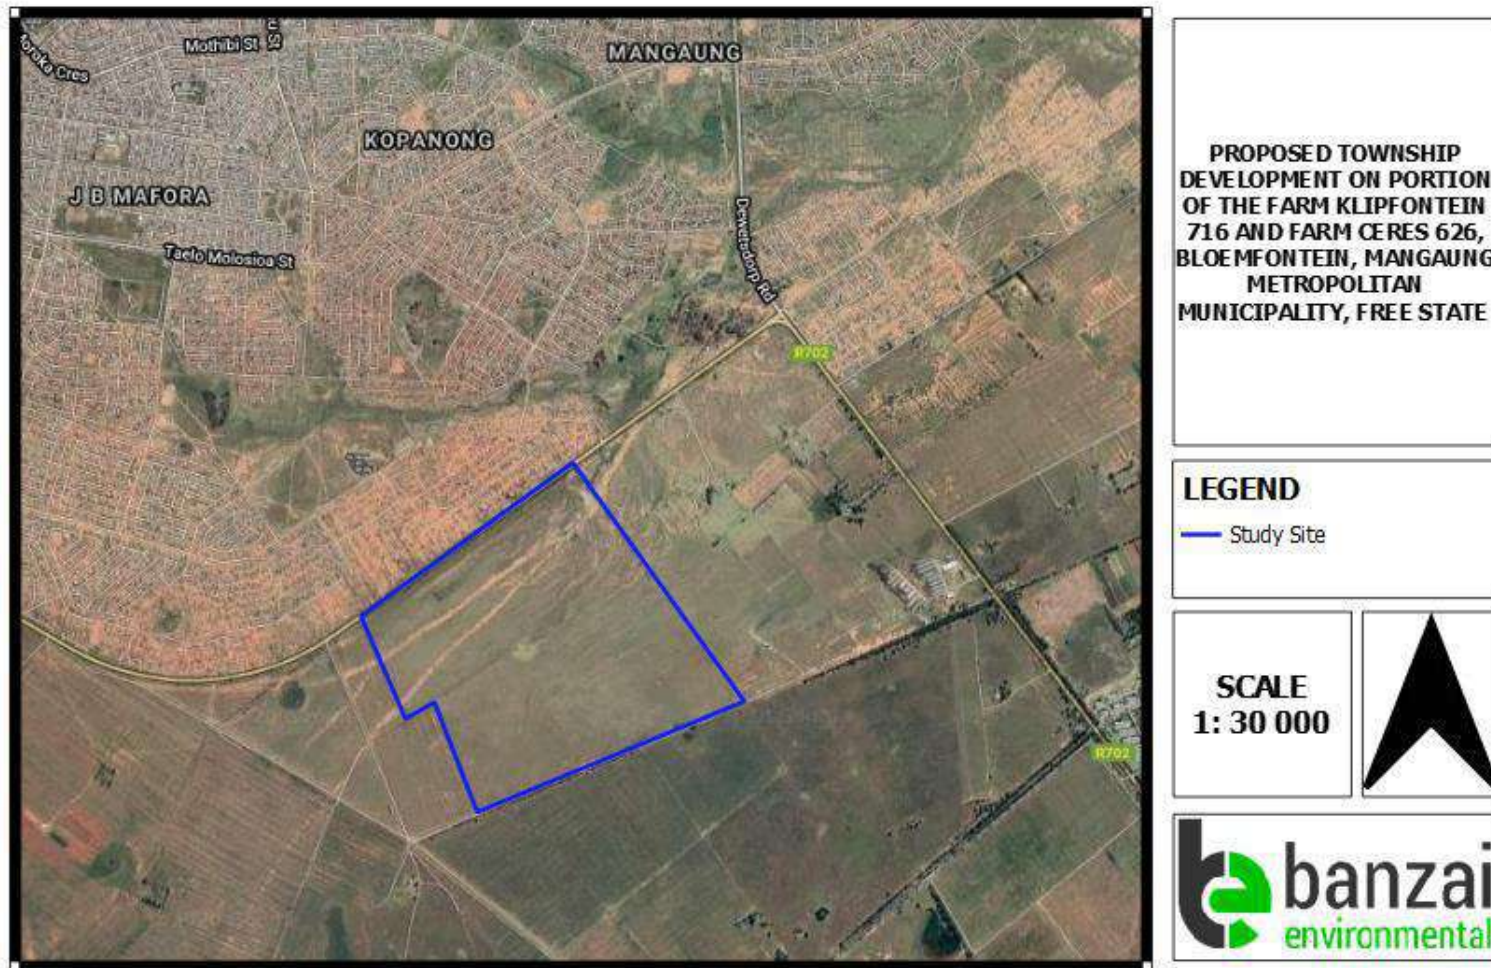 Moroka Cres
Mothibi St
MANGAUNG
KOPANONG
J B MAFORA
Taelo Molosioa St
Dewetsdorp Rd
R702
R702
PROPOSED TOWNSHIP
DEVELOPMENT ON PORTION
OF THE FARM KLIPFONTEIN
716 AND FARM CERES 626,
BLOEMFONTEIN, MANGAUNG
METROPOLITAN
MUNICIPALITY, FREE STATE
LEGEND
Study Site
SCALE
1: 30 000
banzai
environmental